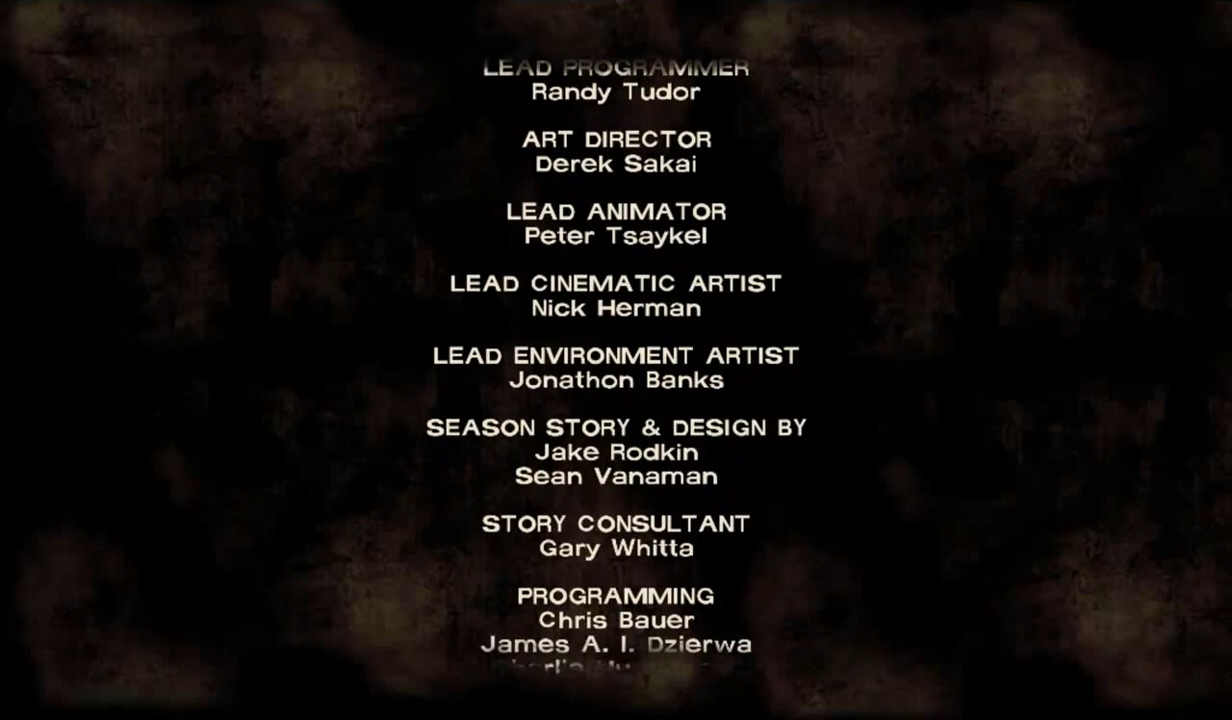 LEAD PROGRAMMER
Randy Tudor
ART DIRECTOR
Derek Sakai
LEAD ANIMATOR
Peter Tsaykel
LEAD CINEMATIC ARTIST
Nick Herman
LEAD ENVIRONMENT ARTIST
Jonathon Banks
SEASON STORY & DESIGN BY
Jake Rodkin
Sean Vanaman
STORY CONSULTANT
Gary Whitta
PROGRAMMING
Chris Bauer
James A. I. Dzierwa